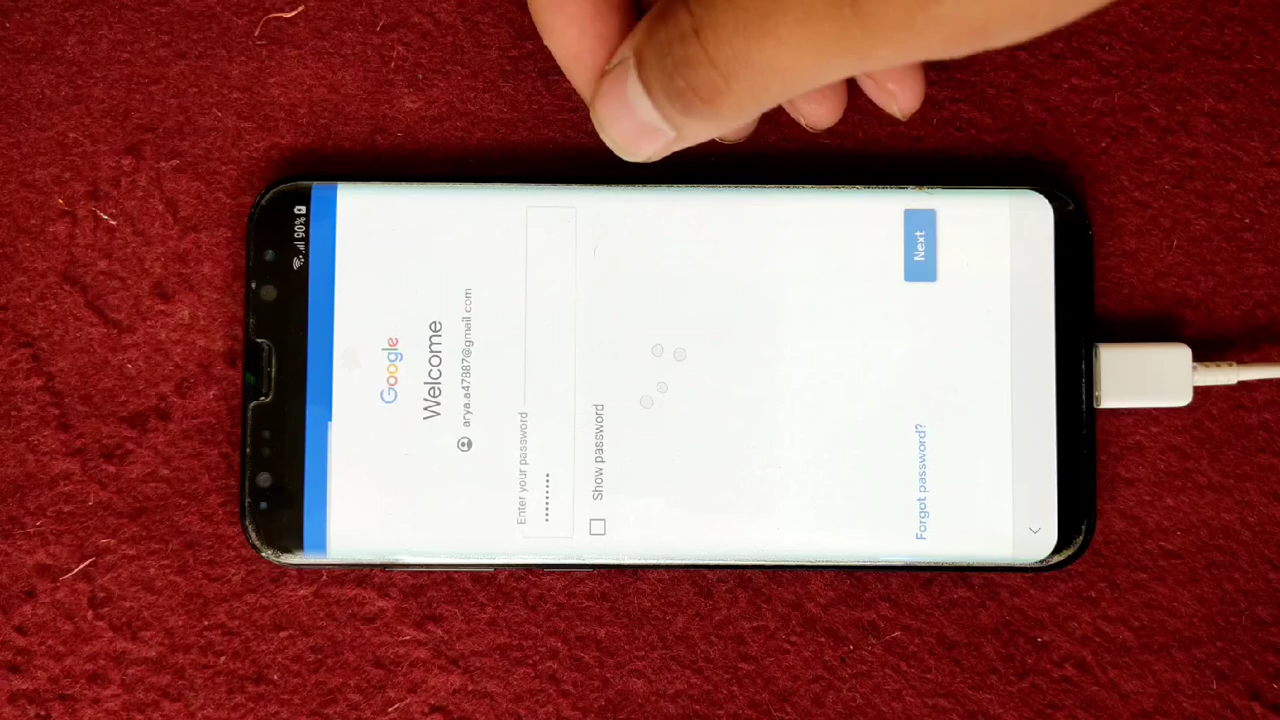 90%
Google
Welcome
arya.a47887@gmail.com
Enter your password
•••••••••
Show password
Forgot password?
Next